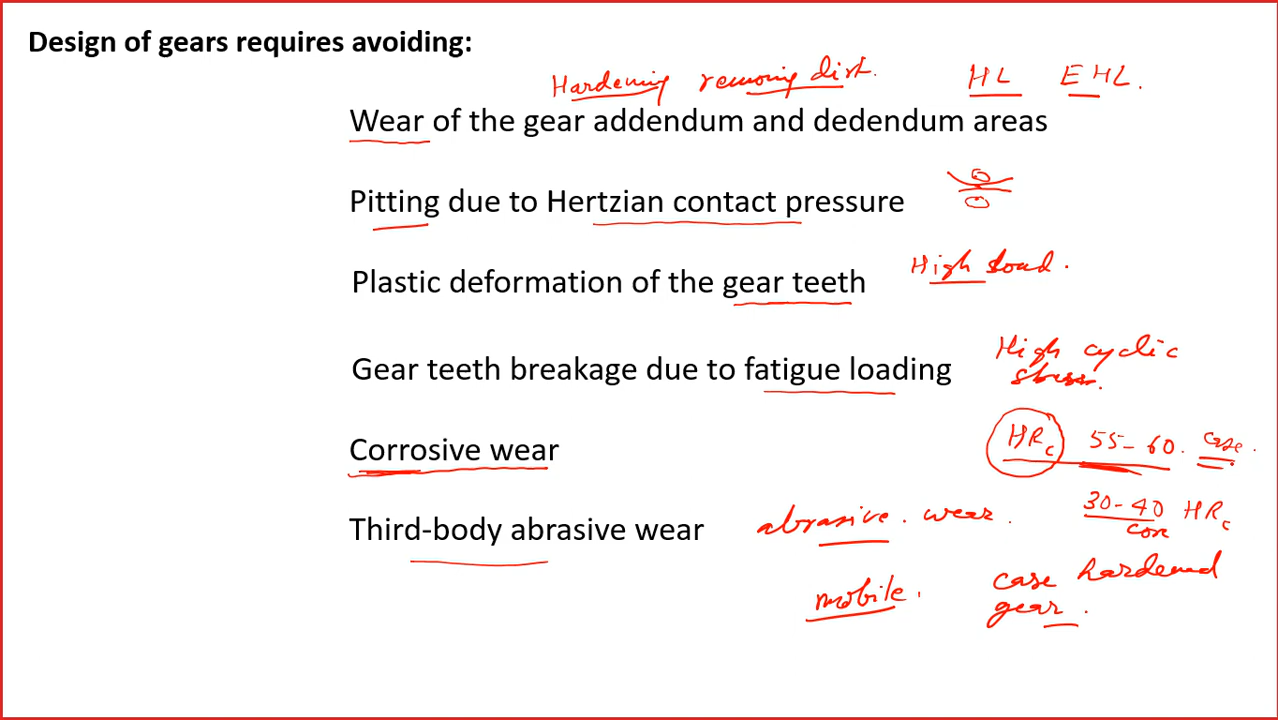 Design of gears requires avoiding:
Hardening removing dist. HL EHL.
Wear of the gear addendum and dedendum areas
Pitting due to Hertzian contact pressure
Plastic deformation of the gear teeth
High load.
Gear teeth breakage due to fatigue loading
High cyclic
stress.
Corrosive wear
HRc 55-60. case.
Third-body abrasive wear
abrasive. wear.
30-40 HRc
core
mobile.
case hardened
gear.